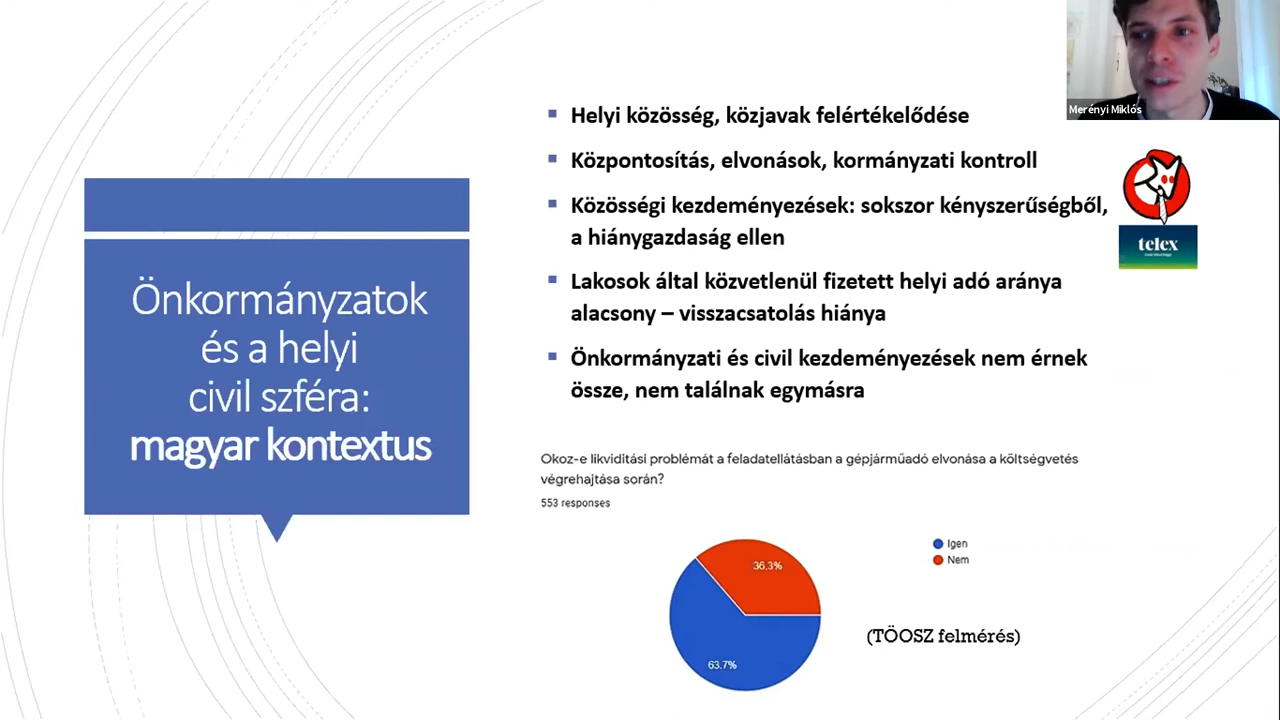 Merényi Miklós
Önkormányzatok
és a helyi
civil szféra:
magyar kontextus
Helyi közösség, közjavak felértékelődése
Központosítás, elvonások, kormányzati kontroll
Közösségi kezdeményezések: sokszor kényszerűségből,
a hiánygazdaság ellen
Lakosok által közvetlenül fizetett helyi adó aránya
alacsony – visszacsatolás hiánya
Önkormányzati és civil kezdeményezések nem érnek
össze, nem találnak egymásra
telex
Okoz-e likviditási problémát a feladatellátásban a gépjárműadó elvonása a költségvetés
végrehajtása során?
553 responses
Igen
Nem
36,3%
63.7%
(TÖOSZ felmérés)